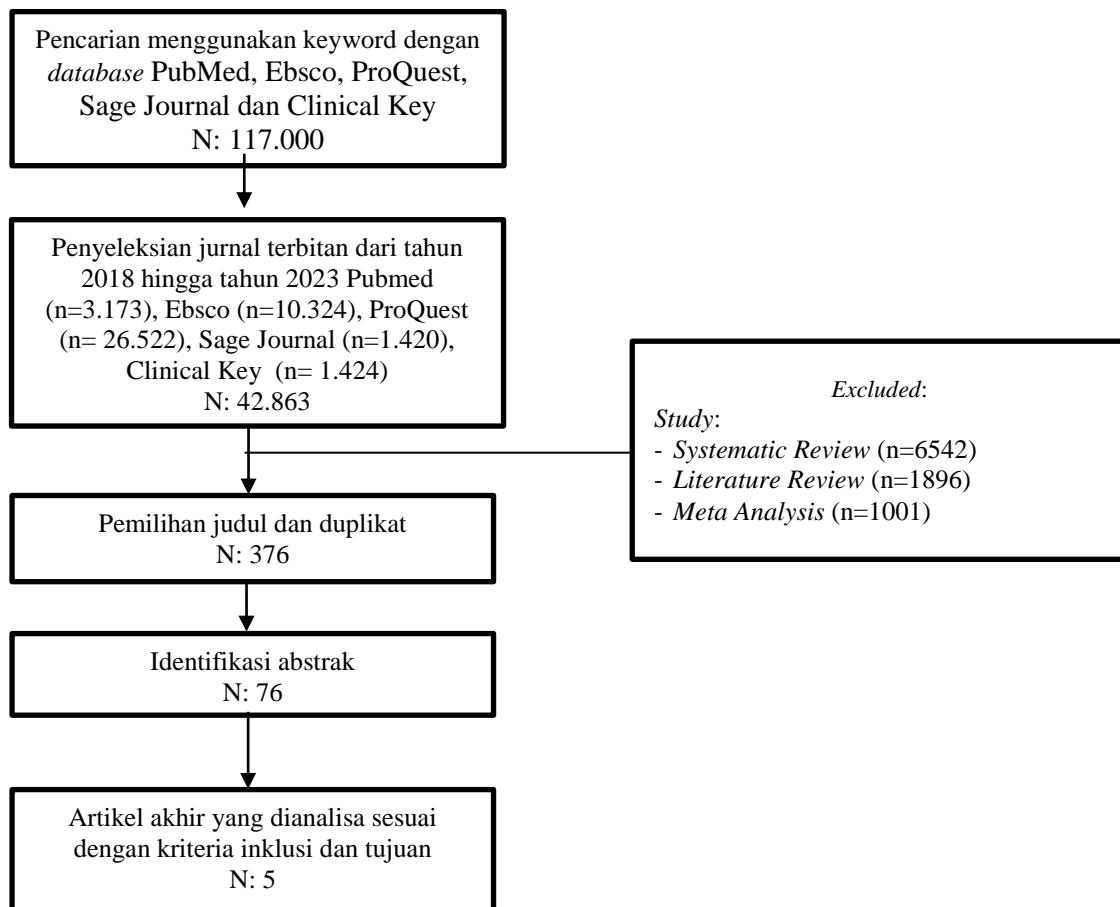 Pencarian menggunakan keyword dengan
database PubMed, Ebsco, ProQuest,
Sage Journal dan Clinical Key
N: 117.000
Penyeleksian jurnal terbitan dari tahun
2018 hingga tahun 2023 Pubmed
(n=3.173), Ebsco (n=10.324), ProQuest
(n= 26.522), Sage Journal (n=1.420),
Clinical Key (n= 1.424)
N: 42.863
Excluded:
Study:
- Systematic Review (n=6542)
- Literature Review (n=1896)
- Meta Analysis (n=1001)
Pemilihan judul dan duplikat
N: 376
Identifikasi abstrak
N: 76
Artikel akhir yang dianalisa sesuai
dengan kriteria inklusi dan tujuan
N: 5